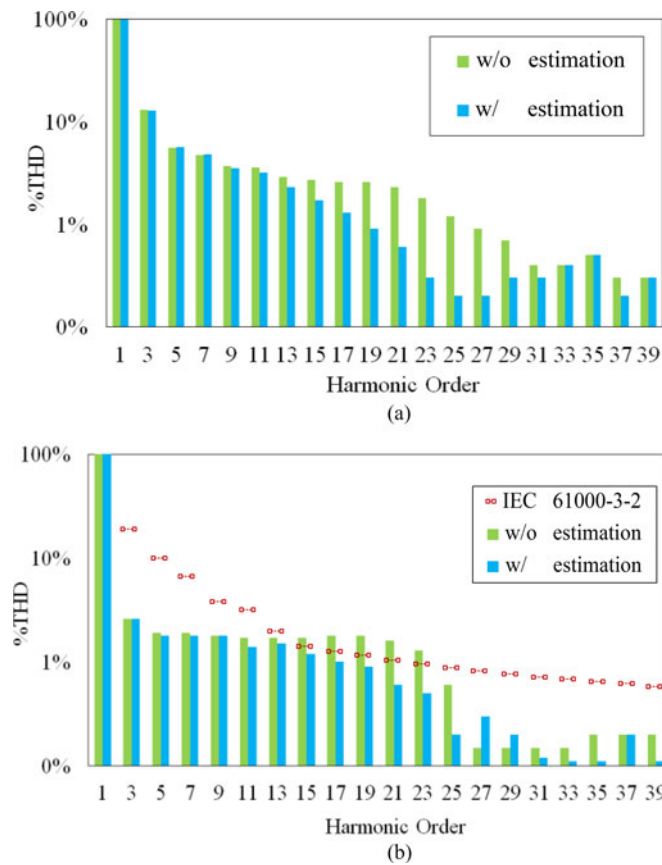 100%
10%
1%
0%
%THD
w/o estimation
w/ estimation
1 3 5 7 9 11 13 15 17 19 21 23 25 27 29 31 33 35 37 39
Harmonic Order
(a)
100%
10%
1%
0%
%THD
IEC 61000-3-2
w/o estimation
w/ estimation
1 3 5 7 9 11 13 15 17 19 21 23 25 27 29 31 33 35 37 39
Harmonic Order
(b)